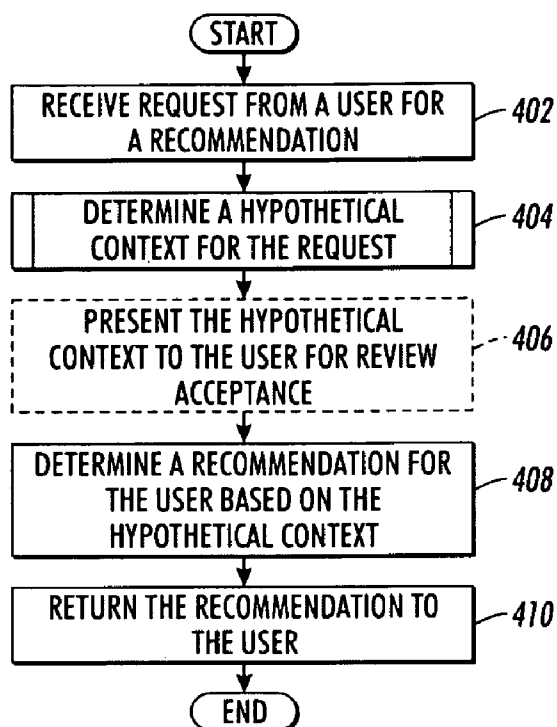 START
RECEIVE REQUEST FROM A USER FOR
A RECOMMENDATION
402
DETERMINE A HYPOTHETICAL
CONTEXT FOR THE REQUEST
404
PRESENT THE HYPOTHETICAL
CONTEXT TO THE USER FOR REVIEW
ACCEPTANCE
406
DETERMINE A RECOMMENDATION FOR
THE USER BASED ON THE
HYPOTHETICAL CONTEXT
408
RETURN THE RECOMMENDATION TO
THE USER
410
END